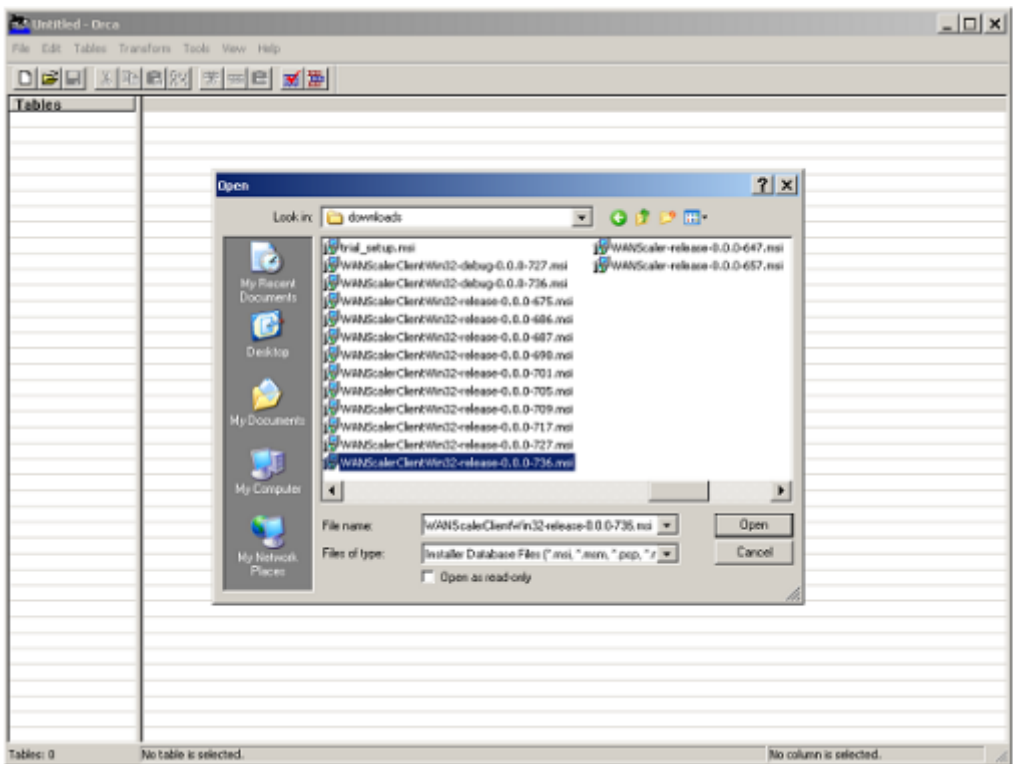 Untitled - Orca
File Edit Tables Transform Tools View Help
Tables
Open
Look in: downloads
My Recent Documents
Desktop
My Documents
My Computer
My Network Places
trial_setup.msi
WANScalerClientWin32-debug-0.0.0-727.msi
WANScalerClientWin32-debug-0.0.0-736.msi
WANScalerClientWin32-release-0.0.0-675.msi
WANScalerClientWin32-release-0.0.0-686.msi
WANScalerClientWin32-release-0.0.0-687.msi
WANScalerClientWin32-release-0.0.0-698.msi
WANScalerClientWin32-release-0.0.0-701.msi
WANScalerClientWin32-release-0.0.0-705.msi
WANScalerClientWin32-release-0.0.0-709.msi
WANScalerClientWin32-release-0.0.0-717.msi
WANScalerClientWin32-release-0.0.0-727.msi
WANScalerClientWin32-release-0.0.0-736.msi
WANScaler-release-0.0.0-647.msi
WANScaler-release-0.0.0-657.msi
File name: WANScalerClientWin32-release-0.0.0-736.msi Open
Files of type: Installer Database Files (*.msi, *.msm, *.pcp, Cancel
Open as read-only
Tables: 0 No table is selected. No column is selected.